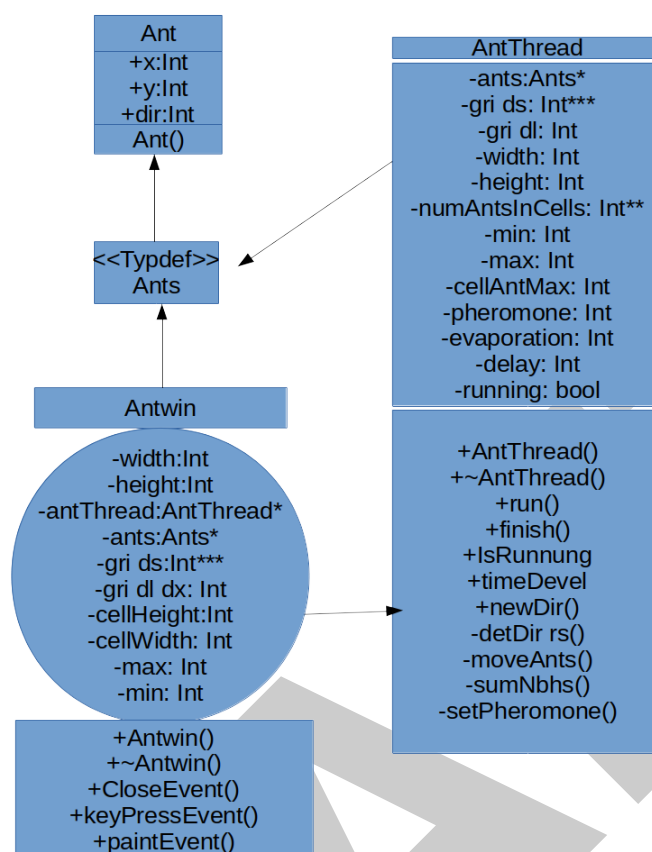 Ant
+x:Int
+y:Int
+dir:Int
Ant()
<<Typdef>>
Ants
Antwin
-width:Int
-height:Int
-antThread:AntThread*
-ants:Ants*
-gri ds:Int***
-gri dl dx: Int
-cellHeight:Int
-cellWidth: Int
-max: Int
-min: Int
+Antwin()
+~Antwin()
+CloseEvent()
+keyPressEvent()
+paintEvent()
AntThread
-ants:Ants*
-gri ds: Int***
-gri dl: Int
-width: Int
-height: Int
-numAntsInCells: Int**
-min: Int
-max: Int
-cellAntMax: Int
-pheromone: Int
-evaporation: Int
-delay: Int
-running: bool
+AntThread()
+~AntThread()
+run()
+finish()
+IsRunnung
+timeDevel
+newDir()
-detDir rs()
-moveAnts()
-sumNbhs()
-setPheromone()